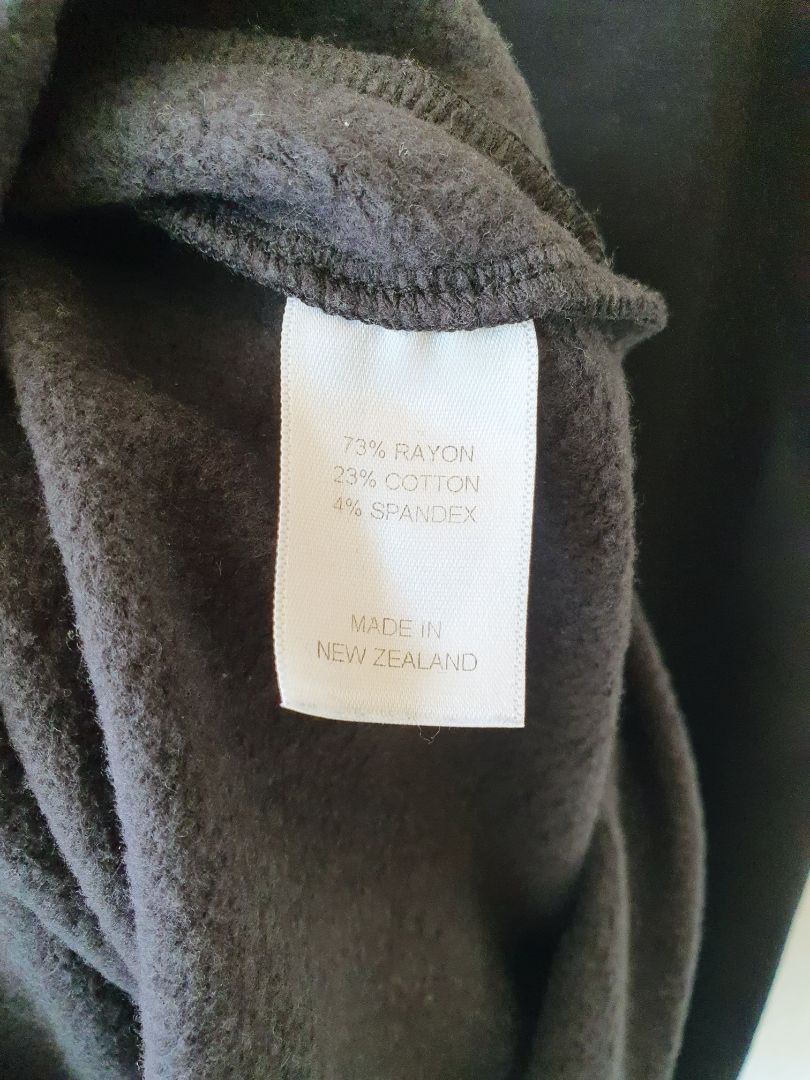 73% RAYON
23% COTTON
4% SPANDEX
MADE IN
NEW ZEALAND